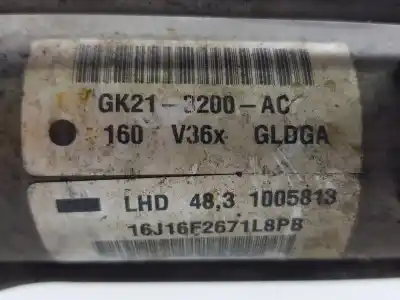 GK21-3200-AC
160 V36x GLDGA
LHD 48,3 1005813
16J16F2671L8PB